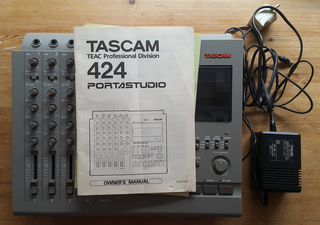 TASCAM
TEAC Professional Division
424
PORTASTUDIO
OWNER'S MANUAL
TASCAM